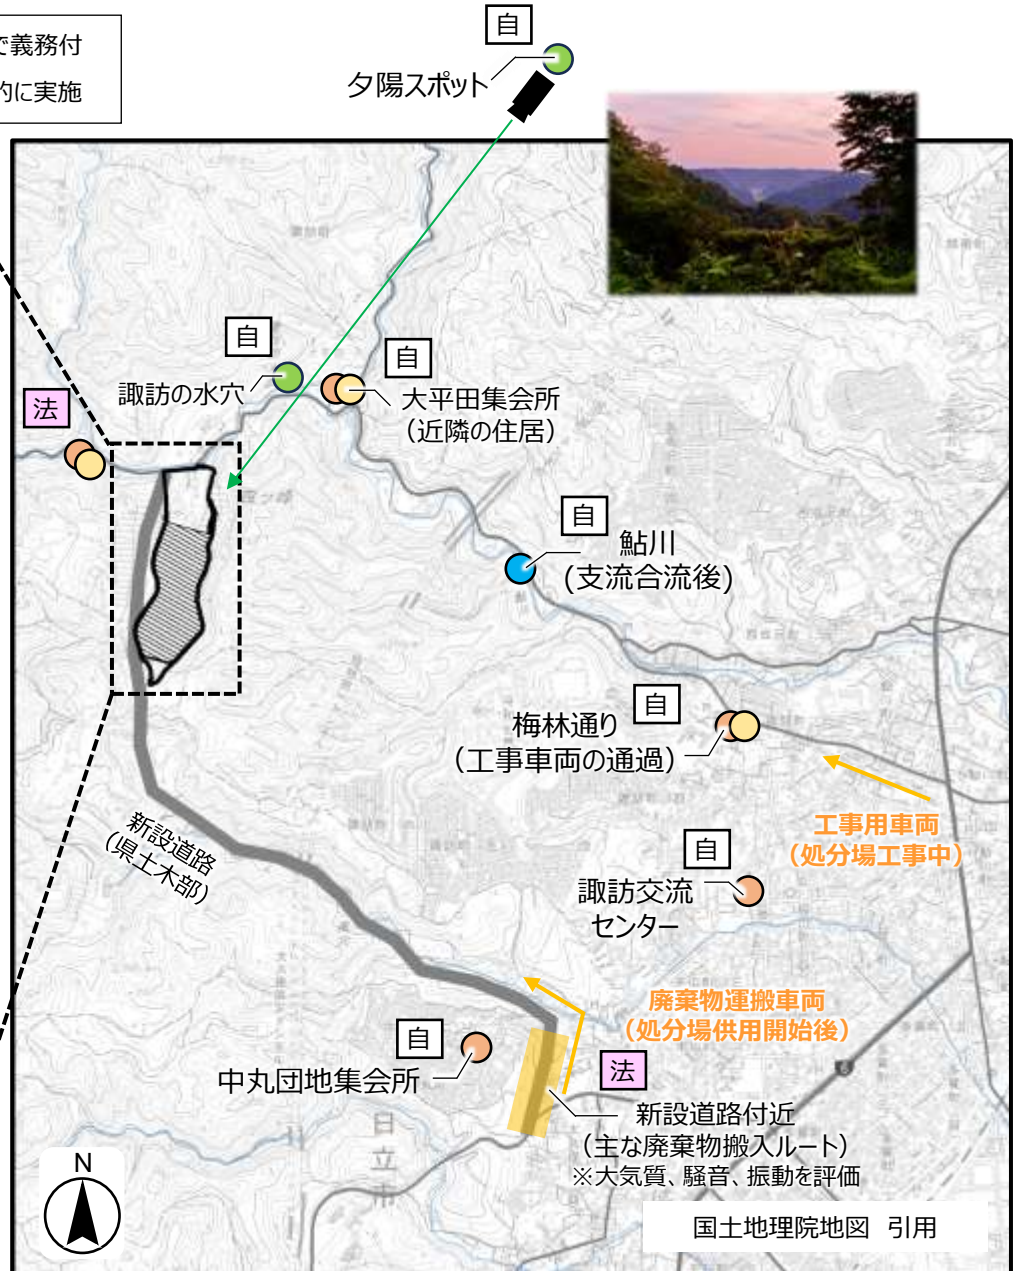 で義務付
的に実施
自
夕陽スポット
自
諏訪の水穴
自
大平田集会所
（近隣の住居）
法
自
鮎川
(支流合流後)
自
梅林通り
（工事車両の通過）
工事用車両
（処分場工事中）
新設道路
（県土木部）
自
諏訪交流
センター
廃棄物運搬車両
（処分場供用開始後）
自
中丸団地集会所
法
新設道路付近
（主な廃棄物搬入ルート）
※大気質、騒音、振動を評価
日
立
市
6
N
国土地理院地図 引用